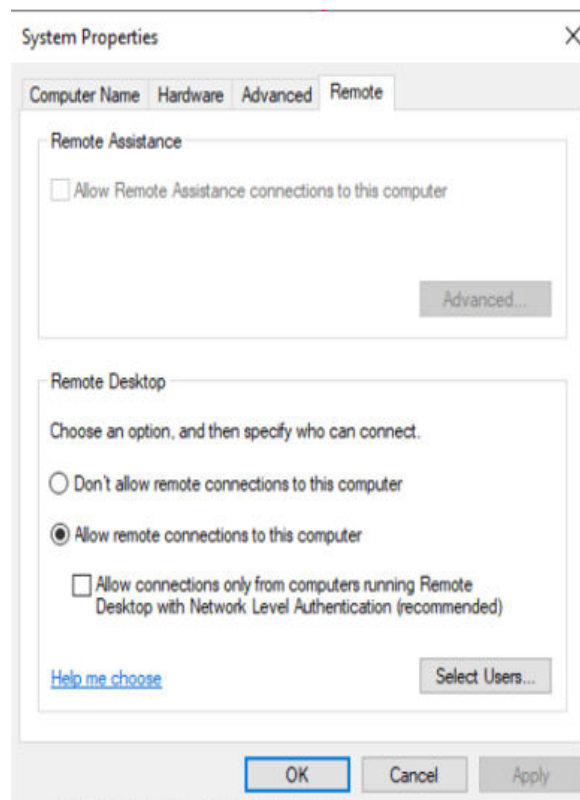 System Properties
Computer Name Hardware Advanced Remote
Remote Assistance
Allow Remote Assistance connections to this computer
Advanced...
Remote Desktop
Choose an option, and then specify who can connect.
Don't allow remote connections to this computer
Allow remote connections to this computer
Allow connections only from computers running Remote
Desktop with Network Level Authentication (recommended)
Help me choose Select Users...
OK Cancel Apply